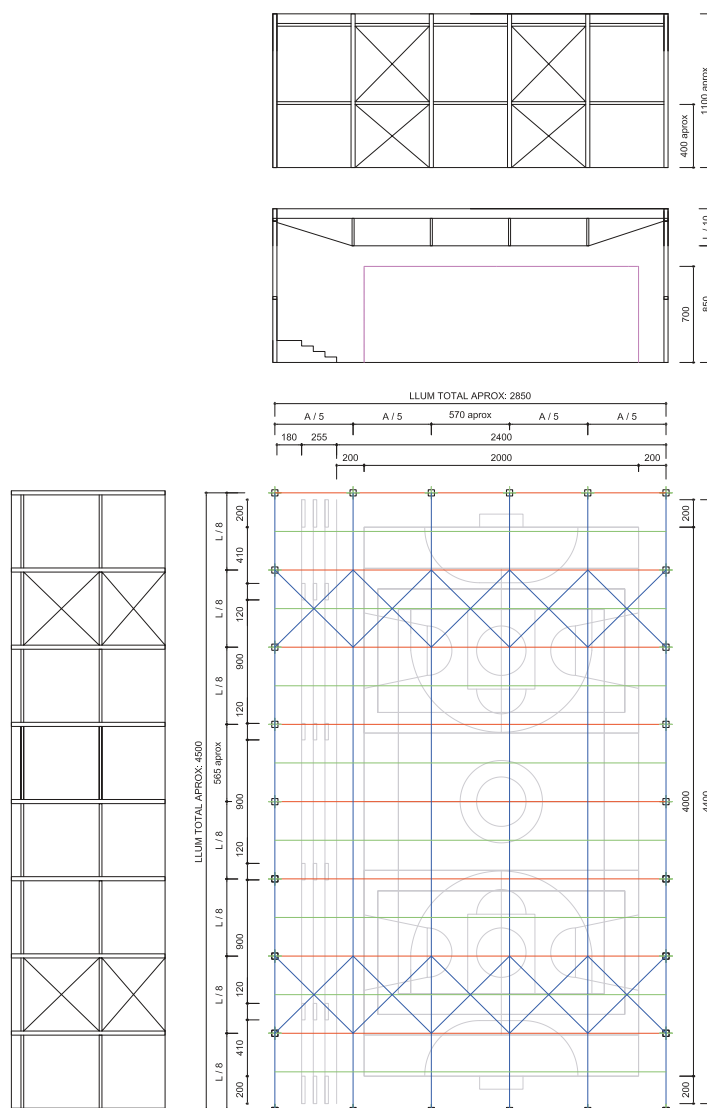 1100 aprox
400 aprox
L / 10
700
850
LLUM TOTAL APROX: 2850
A / 5
A / 5
570 aprox
A / 5
A / 5
180
255
2400
200
2000
200
LLUM TOTAL APROX: 4500
L / 8
L / 8
L / 8
565 aprox
L / 8
L / 8
L / 8
L / 8
200
410
120
900
120
900
120
900
120
410
200
200
4000
200
4400